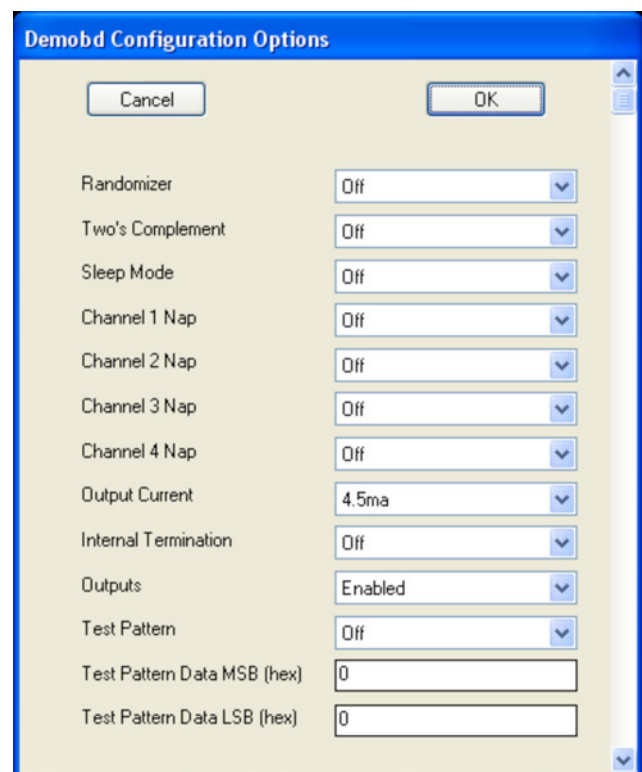 Demobd Configuration Options
Cancel OK
Randomizer Off
Two's Complement Off
Sleep Mode Off
Channel 1 Nap Off
Channel 2 Nap Off
Channel 3 Nap Off
Channel 4 Nap Off
Output Current 4.5ma
Internal Termination Off
Outputs Enabled
Test Pattern Off
Test Pattern Data MSB (hex) 0
Test Pattern Data LSB (hex) 0